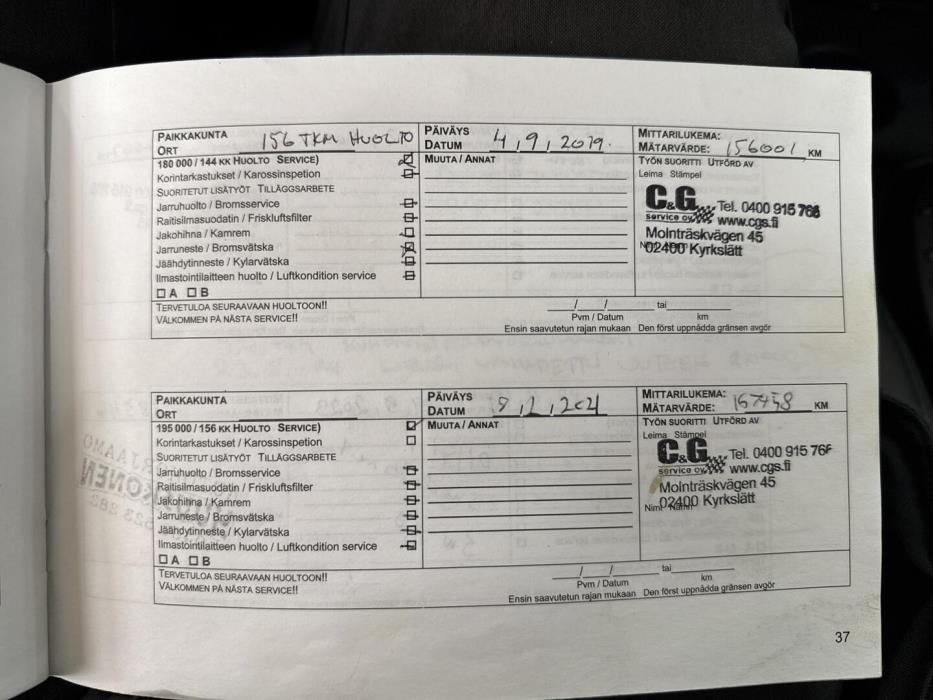 PAIKKAKUNTA
ORT 156 TKM HUOLTO
PÄIVÄYS
DATUM 4,9,2019.
MITTARILUKEMA:
MÄTARVÄRDE: 156001 KM
180 000 / 144 KK HUOLTO SERVICE)
Korintarkastukset / Karossinspetion
SUORITETUT LISÄTYÖT TILLÄGGSARBETE
Jarruhuolto / Bromsservice
Raitisilmasuodatin / Friskluftsfilter
Jakohihna / Kamrem
Jarruneste / Bromsvätska
Jäähdytinneste / Kylarvätska
Ilmastointilaitteen huolto / Luftkondition service
A B
MUUTA / ANNAT
TYÖN SUORITTI UTFÖRD AV
Leima Stämpel
C&G
service oy
Tel. 0400 915 766
www.cgs.fi
Molnträskvägen 45
02400 Kyrkslätt
TERVETULOA SEURAAVAAN HUOLTOON!!
VÄLKOMMEN PÅ NÄSTA SERVICE!!
/ / tai
Pvm / Datum km
Ensin saavutetun rajan mukaan Den först uppnådda gränsen avgör
PAIKKAKUNTA
ORT
PÄIVÄYS
DATUM
MITTARILUKEMA:
MÄTARVÄRDE: KM
195 000 / 156 KK HUOLTO SERVICE)
Korintarkastukset / Karossinspetion
SUORITETUT LISÄTYÖT TILLÄGGSARBETE
Jarruhuolto / Bromsservice
Raitisilmasuodatin / Friskluftsfilter
Jakohihna / Kamrem
Jarruneste / Bromsvätska
Jäähdytinneste / Kylarvätska
Ilmastointilaitteen huolto / Luftkondition service
A B
MUUTA / ANNAT
TYÖN SUORITTI UTFÖRD AV
Leima Stämpel
C&G
service oy
Tel. 0400 915 76
www.cgs.fi
Molnträskvägen 45
02400 Kyrkslätt
TERVETULOA SEURAAVAAN HUOLTOON!!
VÄLKOMMEN PÅ NÄSTA SERVICE!!
/ / tai
Pvm / Datum km
Ensin saavutetun rajan mukaan Den först uppnådda gränsen avgör
37